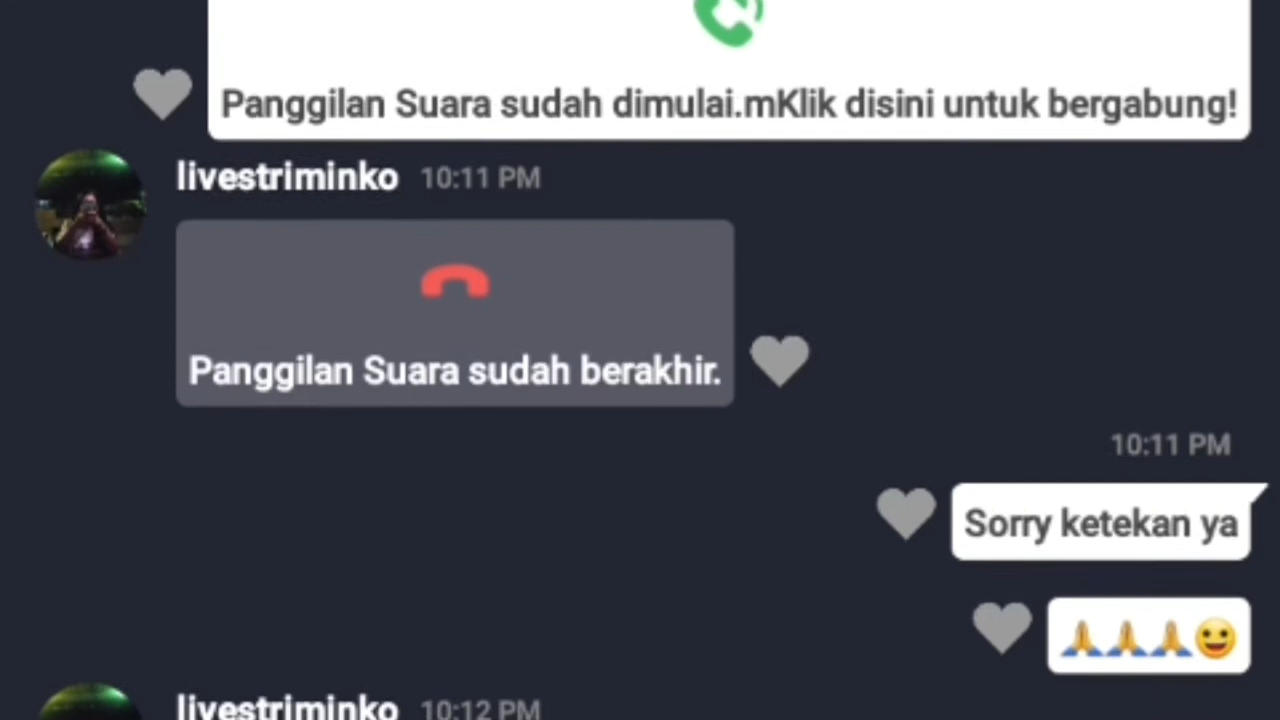 Panggilan Suara sudah dimulai.mKlik disini untuk bergabung!
livestriminko 10:11 PM
Panggilan Suara sudah berakhir.
10:11 PM
Sorry ketekan ya
🙏🙏🙏😀
livestriminko 10:12 PM